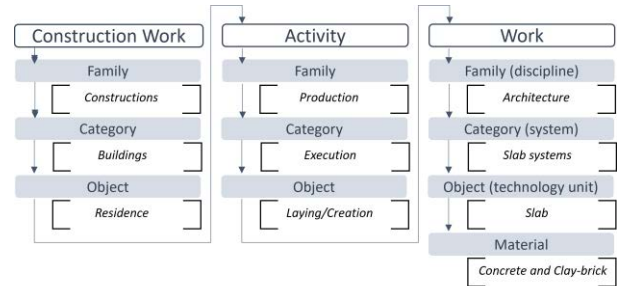 Construction Work
Family
Constructions
Category
Buildings
Object
Residence
Activity
Family
Production
Category
Execution
Object
Laying/Creation
Work
Family (discipline)
Architecture
Category (system)
Slab systems
Object (technology unit)
Slab
Material
Concrete and Clay-brick